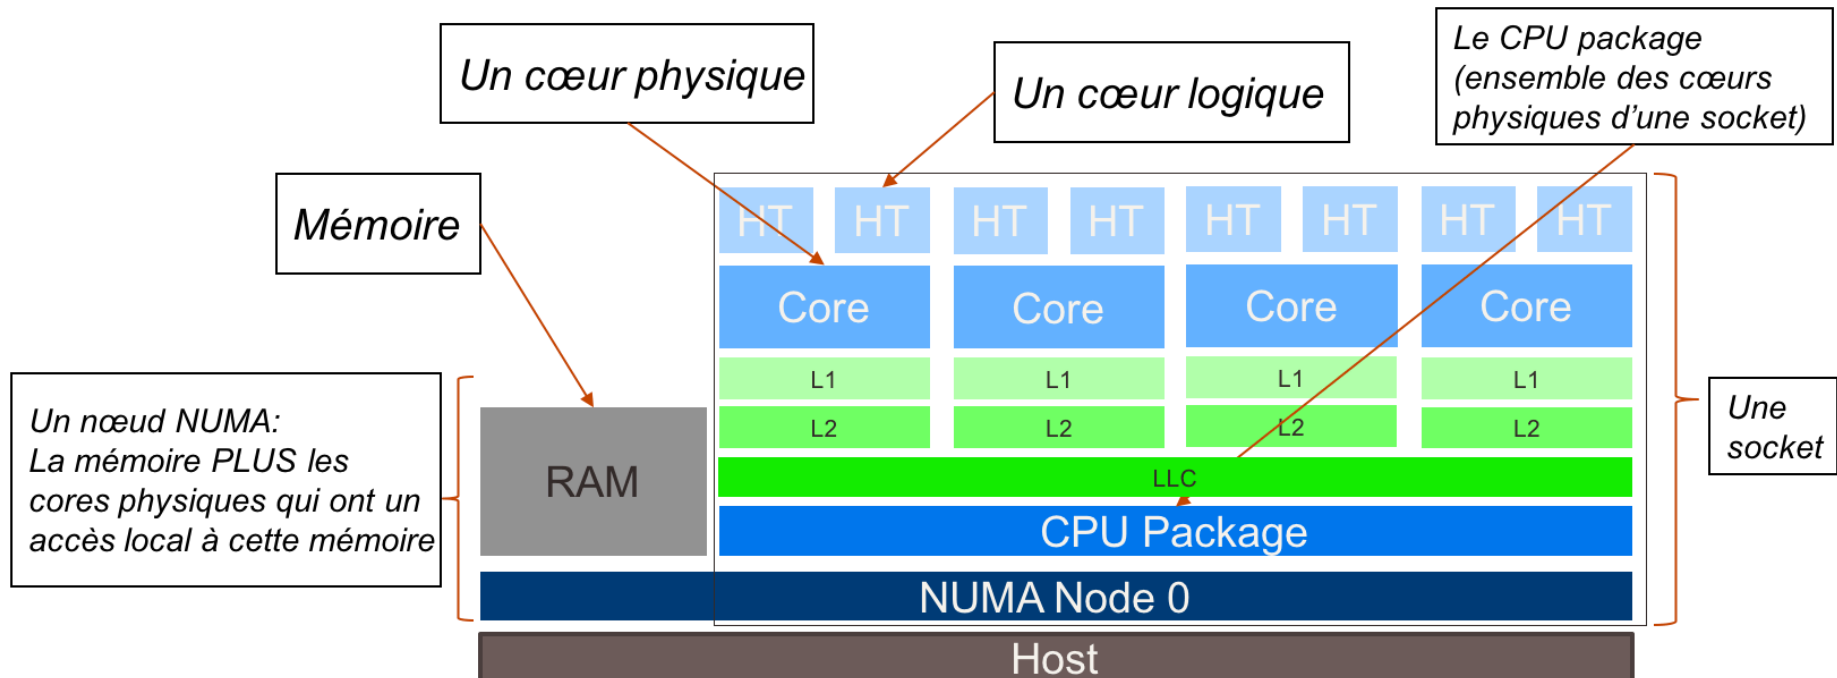 Un cœur physique
Un cœur logique
Le CPU package
(ensemble des cœurs
physiques d'une socket)
Mémoire
HT HT HT HT HT HT HT HT
Core Core Core Core
L1 L1 L1 L1
L2 L2 L2 L2
LLC
RAM
CPU Package
NUMA Node 0
Host
Un nœud NUMA:
La mémoire PLUS les
cores physiques qui ont un
accès local à cette mémoire
Une
socket